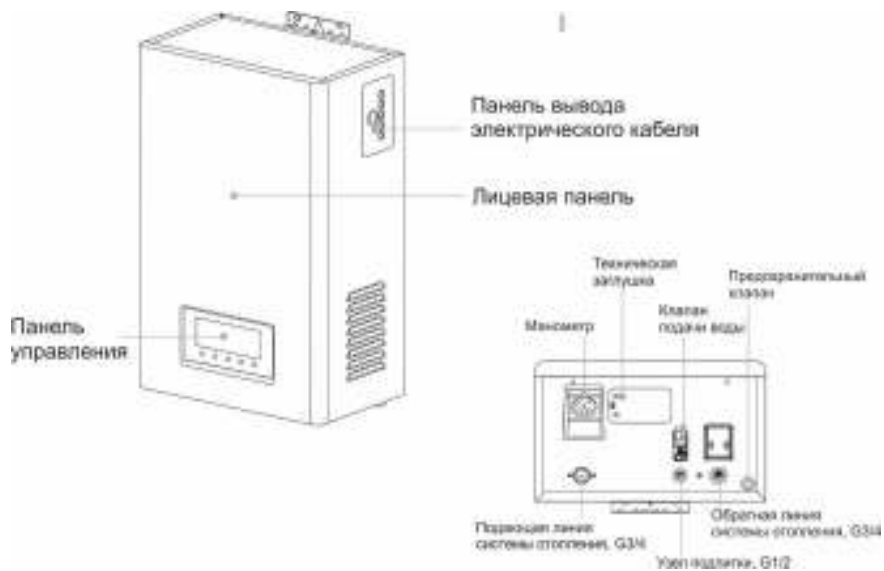 Панель вывода
электрического кабеля
Лицевая панель
Панель
управления
Техническая
заглушка
Предохранительный
клапан
Манометр
Клапан
подачи воды
Подающая линия
системы отопления, G3/4
Обратная линия
системы отопления, G3/4
Узел подпитки, G1/2